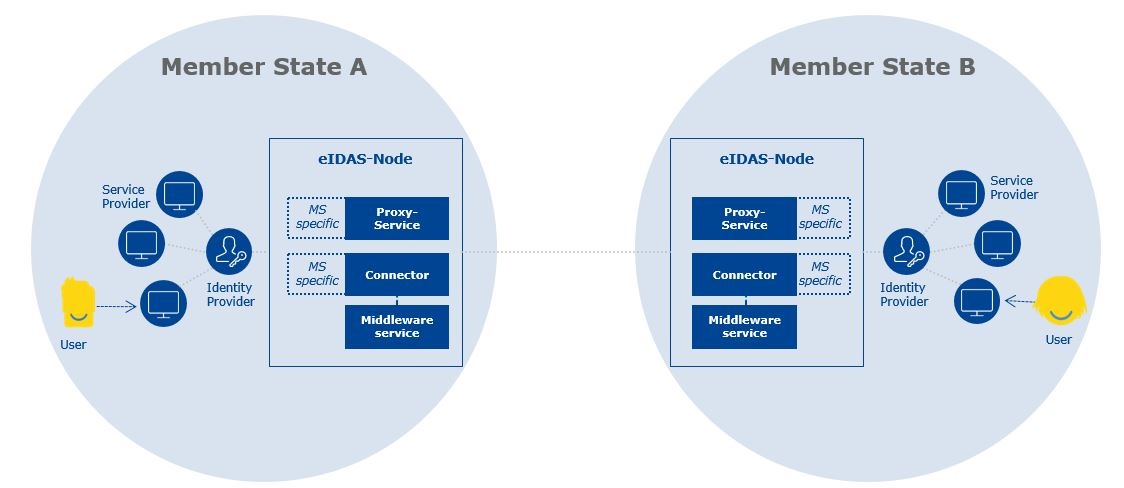 Member State A
eIDAS-Node
Service
Provider
MS
specific
Proxy-
Service
MS
specific
Connector
Identity
Provider
Middleware
service
User
Member State B
eIDAS-Node
Proxy-
Service
MS
specific
Service
Provider
Connector
MS
specific
Identity
Provider
Middleware
service
User